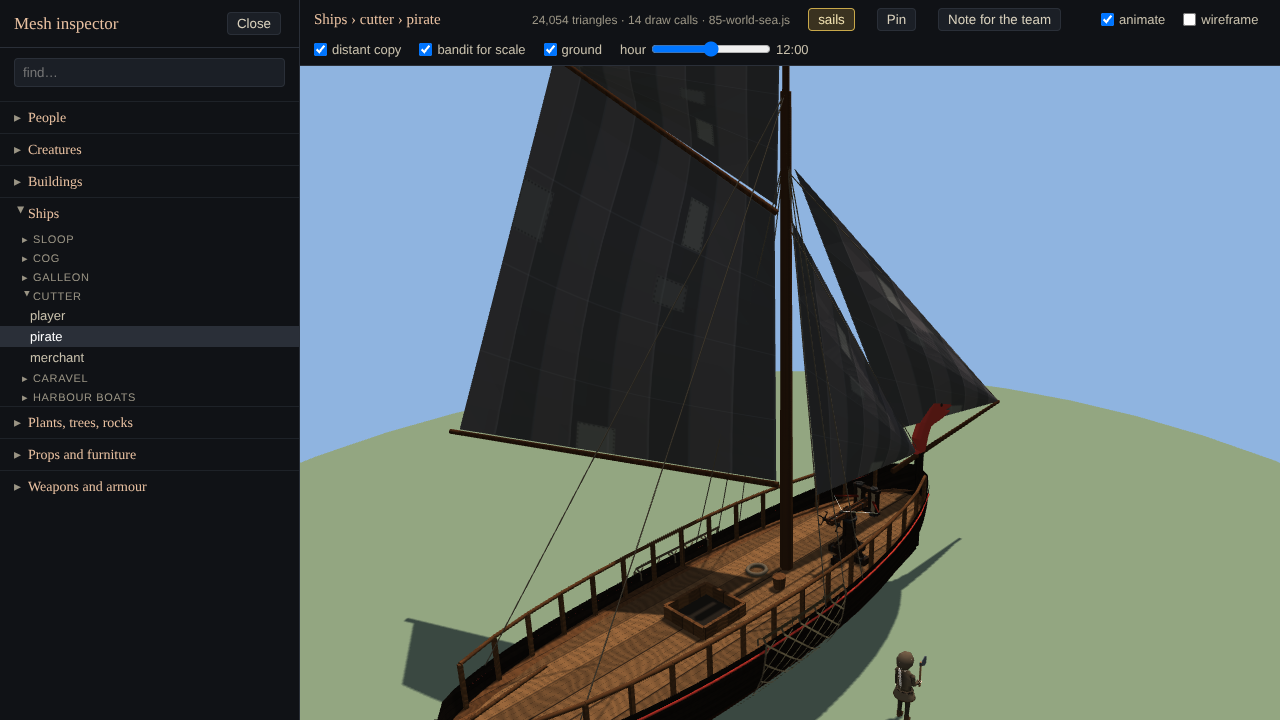 Mesh inspector
Close
find…
People
Creatures
Buildings
Ships
SLOOP
COG
GALLEON
CUTTER
player
pirate
merchant
CARAVEL
HARBOUR BOATS
Plants, trees, rocks
Props and furniture
Weapons and armour
Ships › cutter › pirate
24,054 triangles · 14 draw calls · 85-world-sea.js
sails
Pin
Note for the team
animate
wireframe
distant copy
bandit for scale
ground
hour
12:00